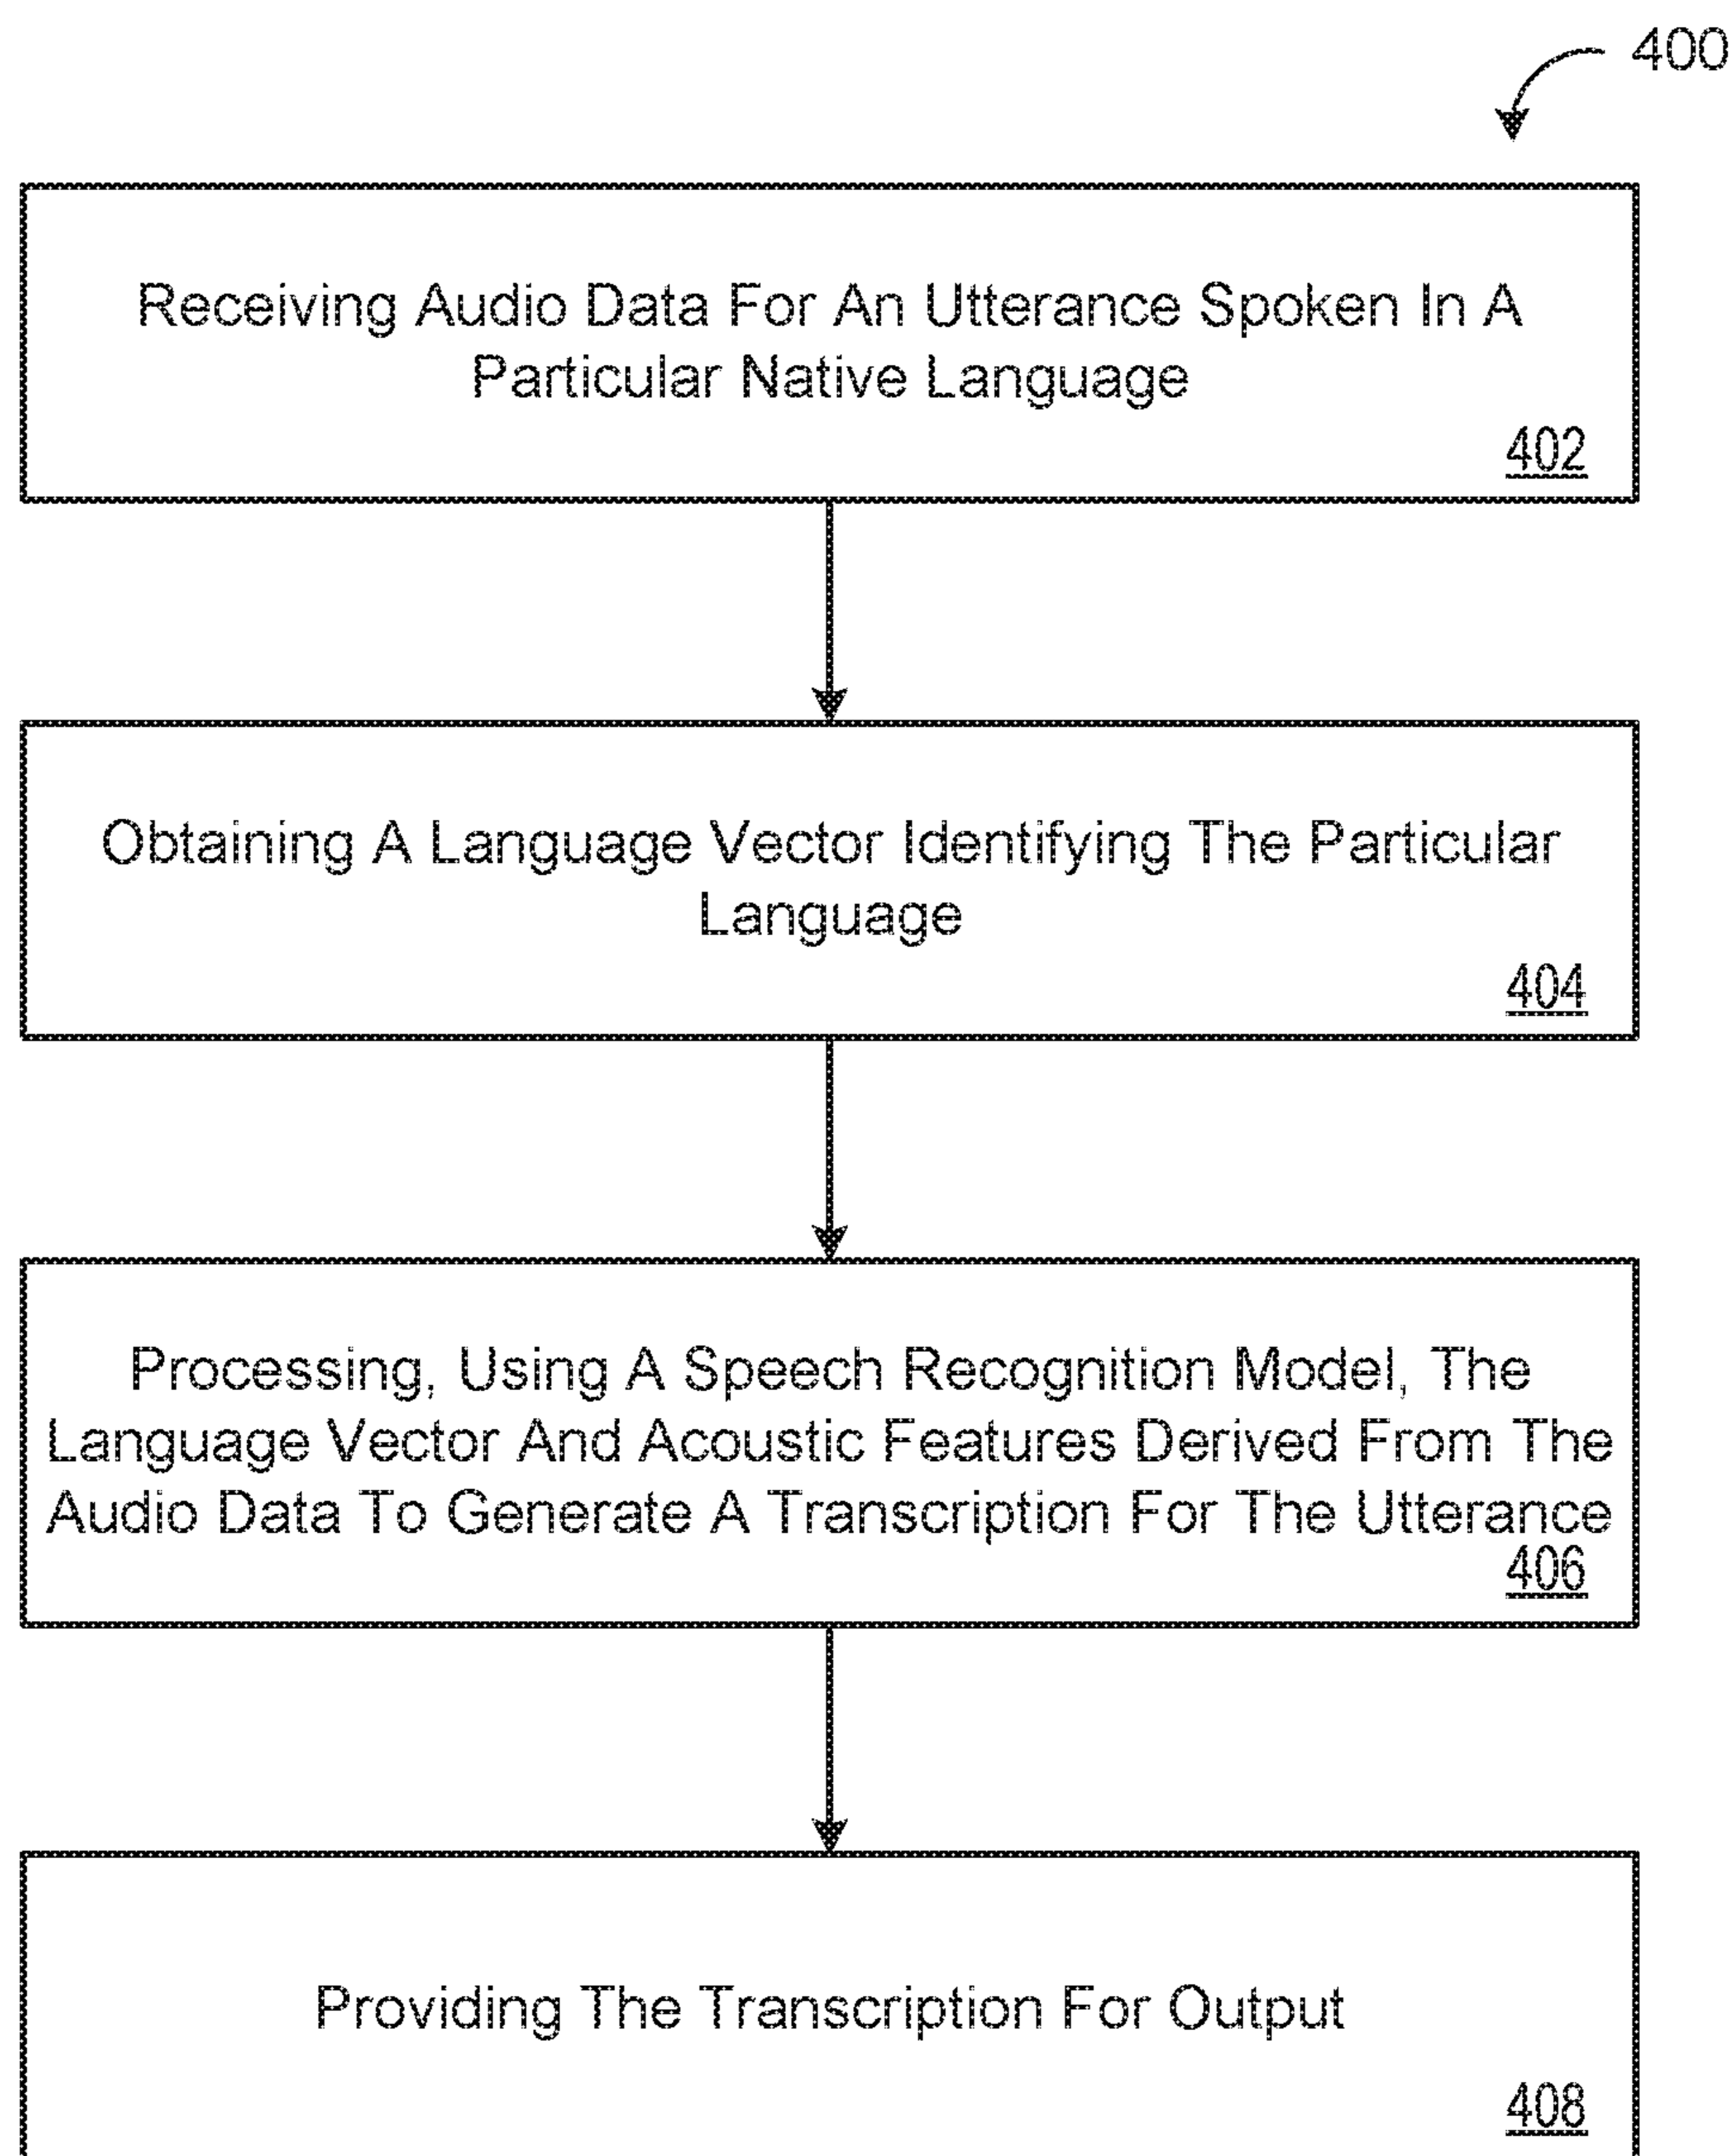 400
Receiving Audio Data For An Utterance Spoken In A
Particular Native Language
402
Obtaining A Language Vector Identifying The Particular
Language
404
Processing, Using A Speech Recognition Model, The
Language Vector And Acoustic Features Derived From The
Audio Data To Generate A Transcription For The Utterance
406
Providing The Transcription For Output
408